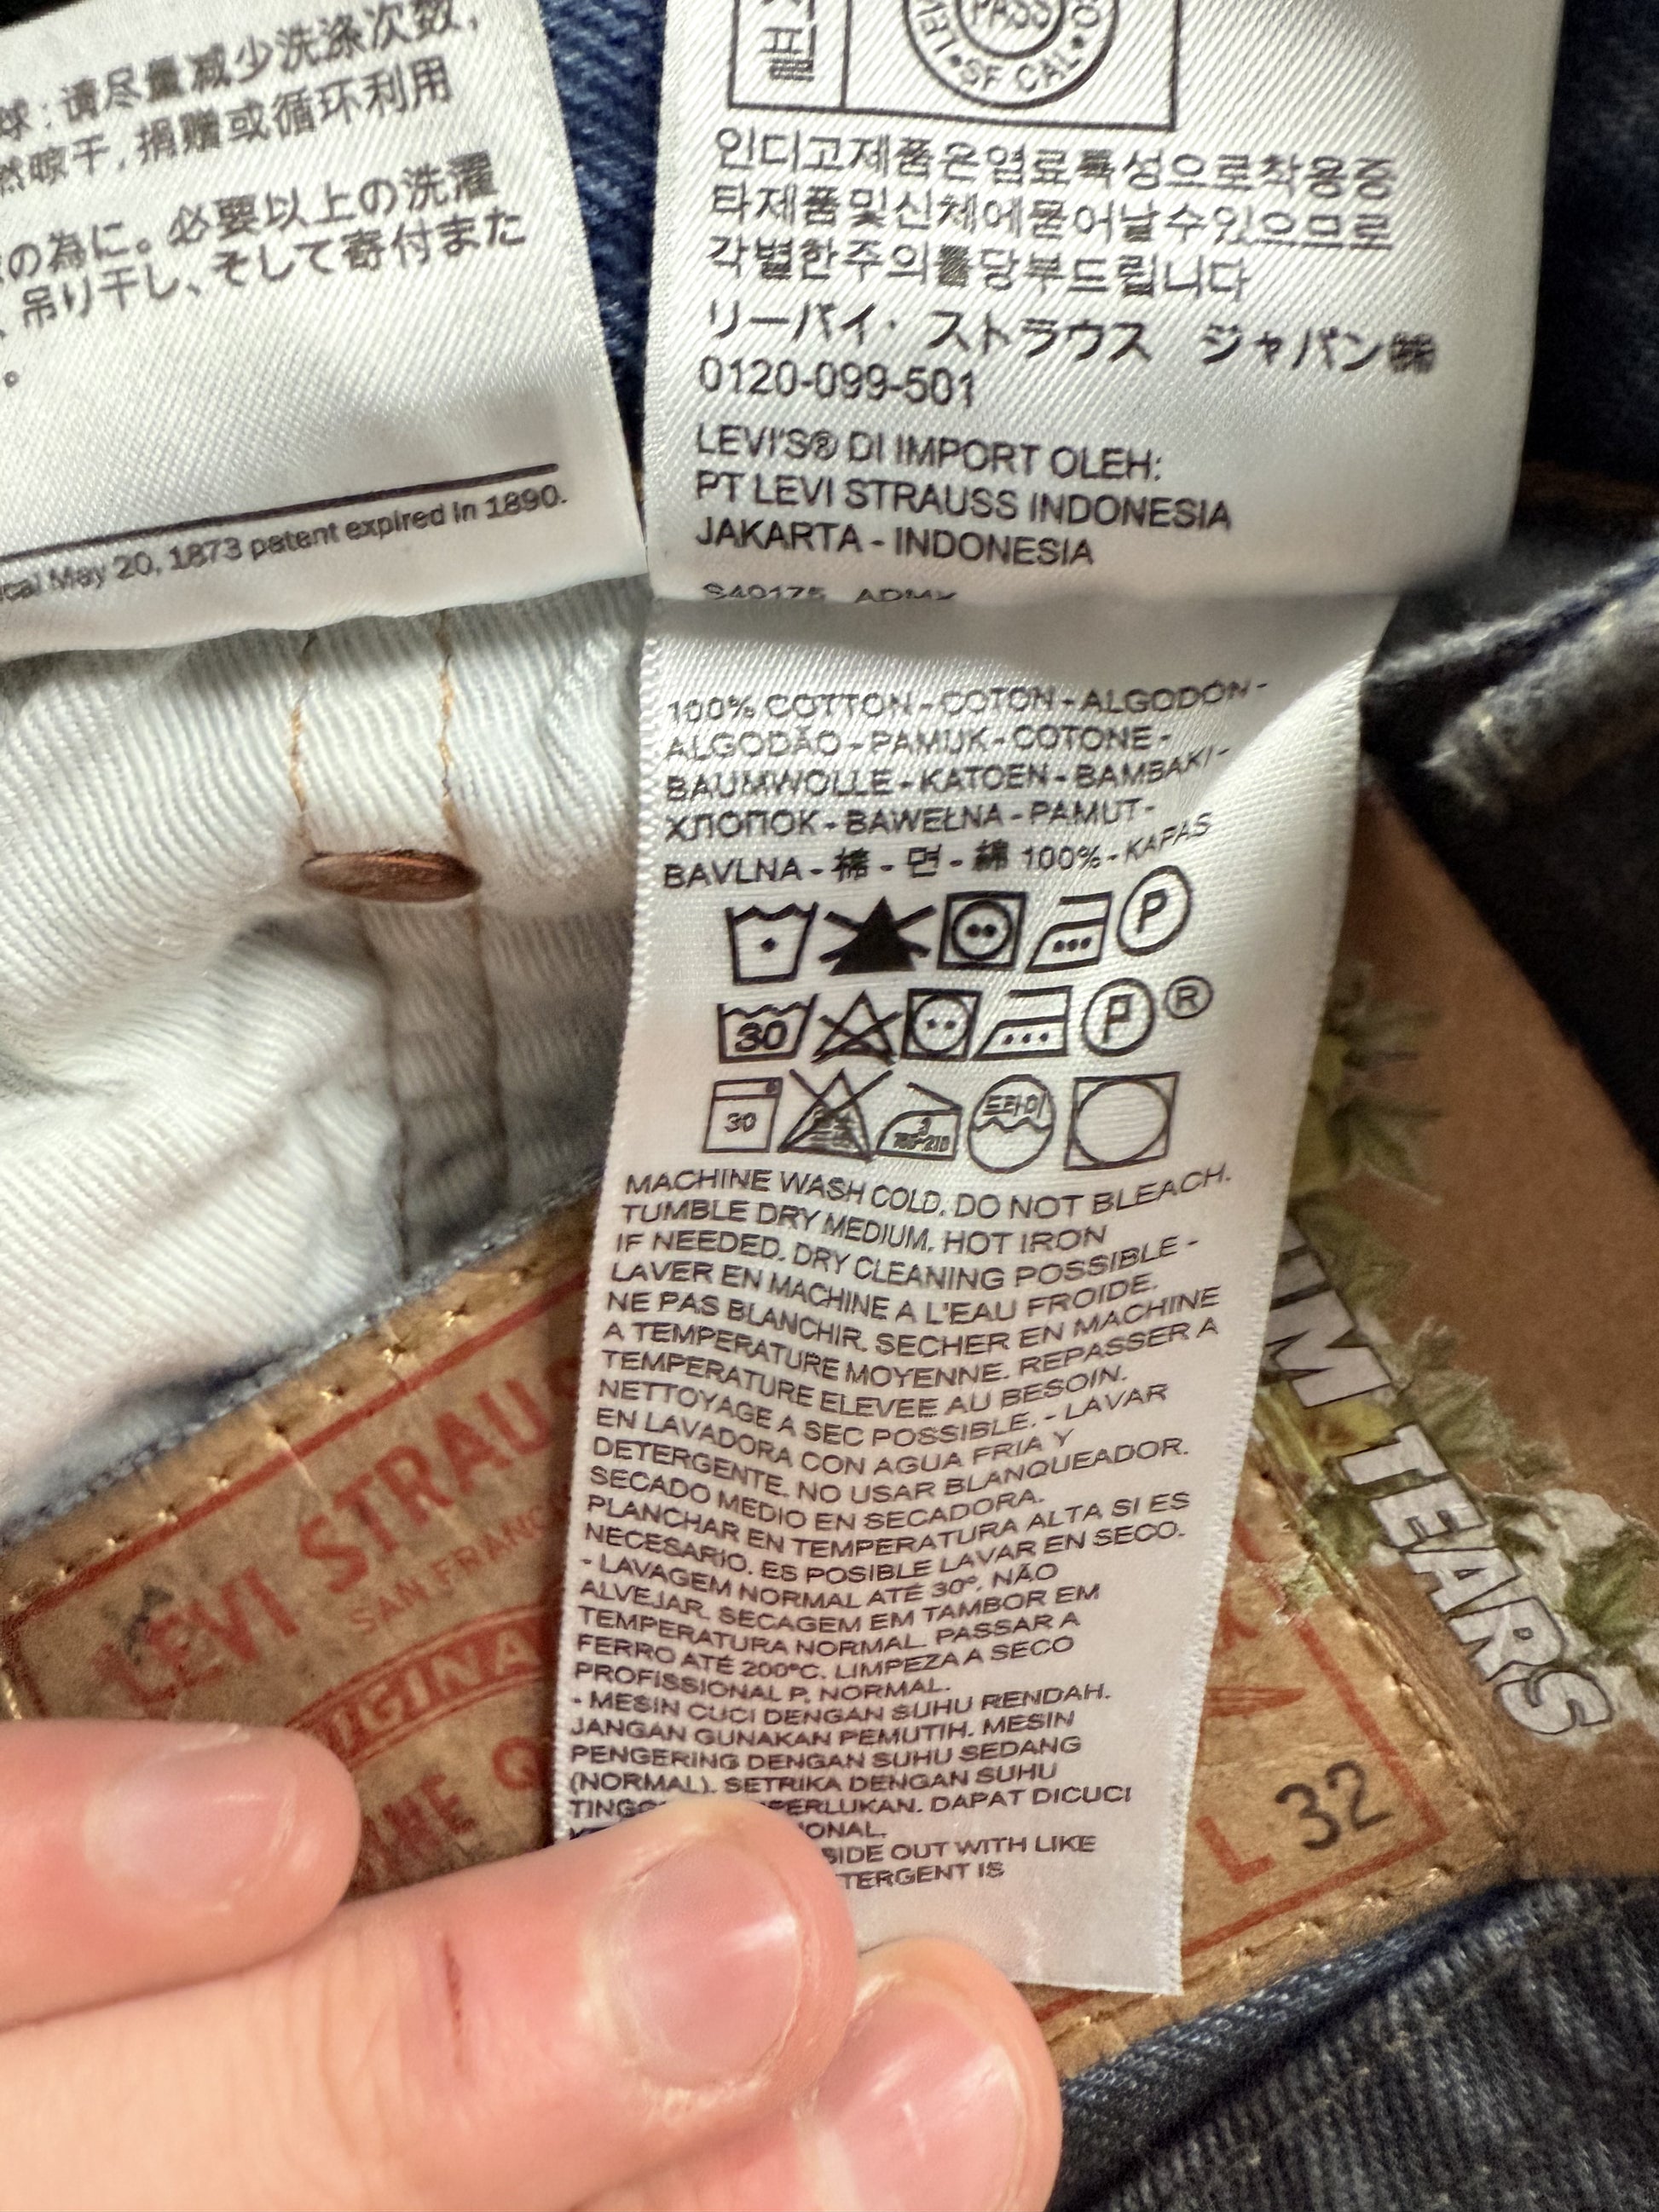 球:请尽量减少洗涤次数,
然晾干,捐赠或循环利用
の為に。必要以上の洗濯
、吊り干し、そして寄付また
。
cal May 20, 1873 patent expired in 1890.
필
PASS
SF CAL
인디고제품은염료특성으로착용중
타제품및신체에묻어날수있으므로
각별한주의를당부드립니다
リーバイ・ストラウス ジャパン㈱
0120-099-501
LEVI'S® DI IMPORT OLEH:
PT LEVI STRAUSS INDONESIA
JAKARTA - INDONESIA
100% COTTON - COTON - ALGODÓN -
ALGODÃO - PAMUK - COTONE -
BAUMWOLLE - KATOEN - BAMBAKI -
ХЛОПОК - BAWEŁNA - PAMUT -
BAVLNA - 棉 - 면 - 綿 100% - KAPAS
P
30 P ®
30 드라이
MACHINE WASH COLD. DO NOT BLEACH.
TUMBLE DRY MEDIUM. HOT IRON
IF NEEDED. DRY CLEANING POSSIBLE -
LAVER EN MACHINE A L'EAU FROIDE.
NE PAS BLANCHIR. SECHER EN MACHINE
A TEMPERATURE MOYENNE. REPASSER A
TEMPERATURE ELEVEE AU BESOIN.
NETTOYAGE A SEC POSSIBLE. - LAVAR
EN LAVADORA CON AGUA FRIA Y
DETERGENTE. NO USAR BLANQUEADOR.
SECADO MEDIO EN SECADORA.
PLANCHAR EN TEMPERATURA ALTA SI ES
NECESARIO. ES POSIBLE LAVAR EN SECO.
- LAVAGEM NORMAL ATÉ 30º. NÃO
ALVEJAR. SECAGEM EM TAMBOR EM
TEMPERATURA NORMAL. PASSAR A
FERRO ATÉ 200ºC. LIMPEZA A SECO
PROFISSIONAL P, NORMAL.
- MESIN CUCI DENGAN SUHU RENDAH.
JANGAN GUNAKAN PEMUTIH. MESIN
PENGERING DENGAN SUHU SEDANG
(NORMAL). SETRIKA DENGAN SUHU
TINGG PERLUKAN. DAPAT DICUCI
IONAL.
SIDE OUT WITH LIKE
TERGENT IS
LEVI STRAUS
SAN FRANC
ORIGINA
L 32
TEARS